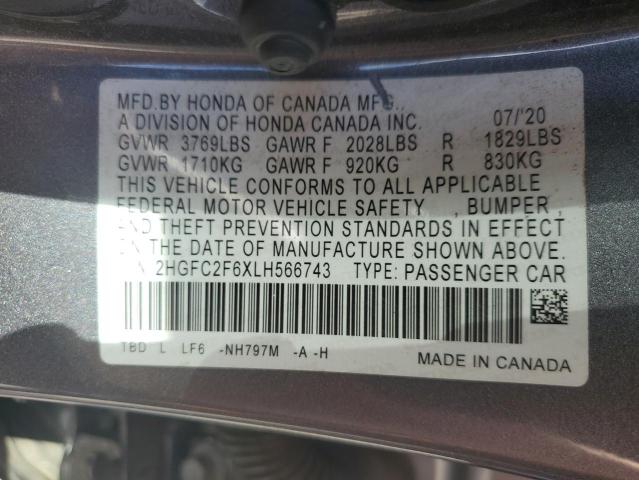 MFD.BY HONDA OF CANADA MFG.,
A DIVISION OF HONDA CANADA INC. 07/'20
GVWR 3769LBS GAWR F 2028LBS R 1829LBS
GVWR 1710KG GAWR F 920KG R 830KG
THIS VEHICLE CONFORMS TO ALL APPLICABLE
FEDERAL MOTOR VEHICLE SAFETY , BUMPER ,
AND THEFT PREVENTION STANDARDS IN EFFECT
ON THE DATE OF MANUFACTURE SHOWN ABOVE.
2HGFC2F6XLH566743 TYPE: PASSENGER CAR
TBD L LF6 -NH797M -A -H MADE IN CANADA